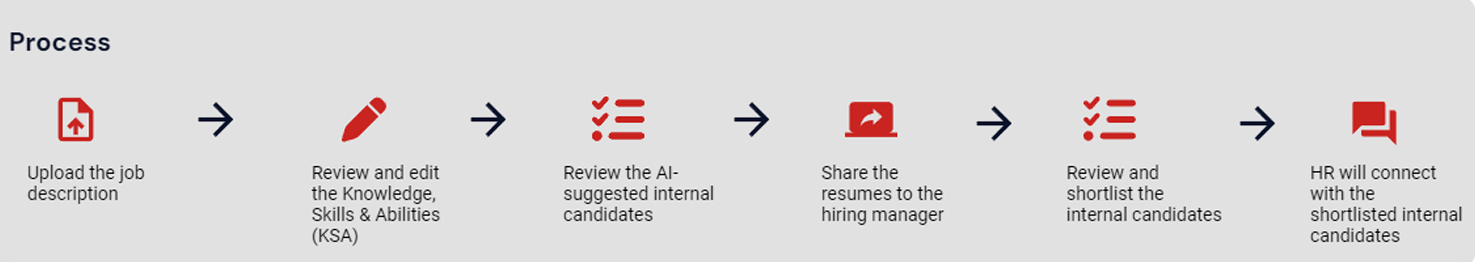 Process
Upload the job
description
Review and edit
the Knowledge,
Skills & Abilities
(KSA)
Review the AI-
suggested internal
candidates
Share the
resumes to the
hiring manager
Review and
shortlist the
internal candidates
HR will connect
with the
shortlisted internal
candidates